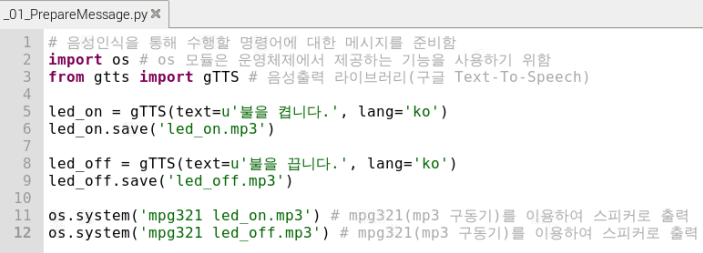 _01_PrepareMessage.py
1 # 음성인식을 통해 수행할 명령어에 대한 메시지를 준비함
2 import os # os 모듈은 운영체제에서 제공하는 기능을 사용하기 위함
3 from gtts import gTTS # 음성출력 라이브러리(구글 Text-To-Speech)
4
5 led_on = gTTS(text=u'불을 켭니다.', lang='ko')
6 led_on.save('led_on.mp3')
7
8 led_off = gTTS(text=u'불을 끕니다.', lang='ko')
9 led_off.save('led_off.mp3')
10
11 os.system('mpg321 led_on.mp3') # mpg321(mp3 구동기)를 이용하여 스피커로 출력
12 os.system('mpg321 led_off.mp3') # mpg321(mp3 구동기)를 이용하여 스피커로 출력